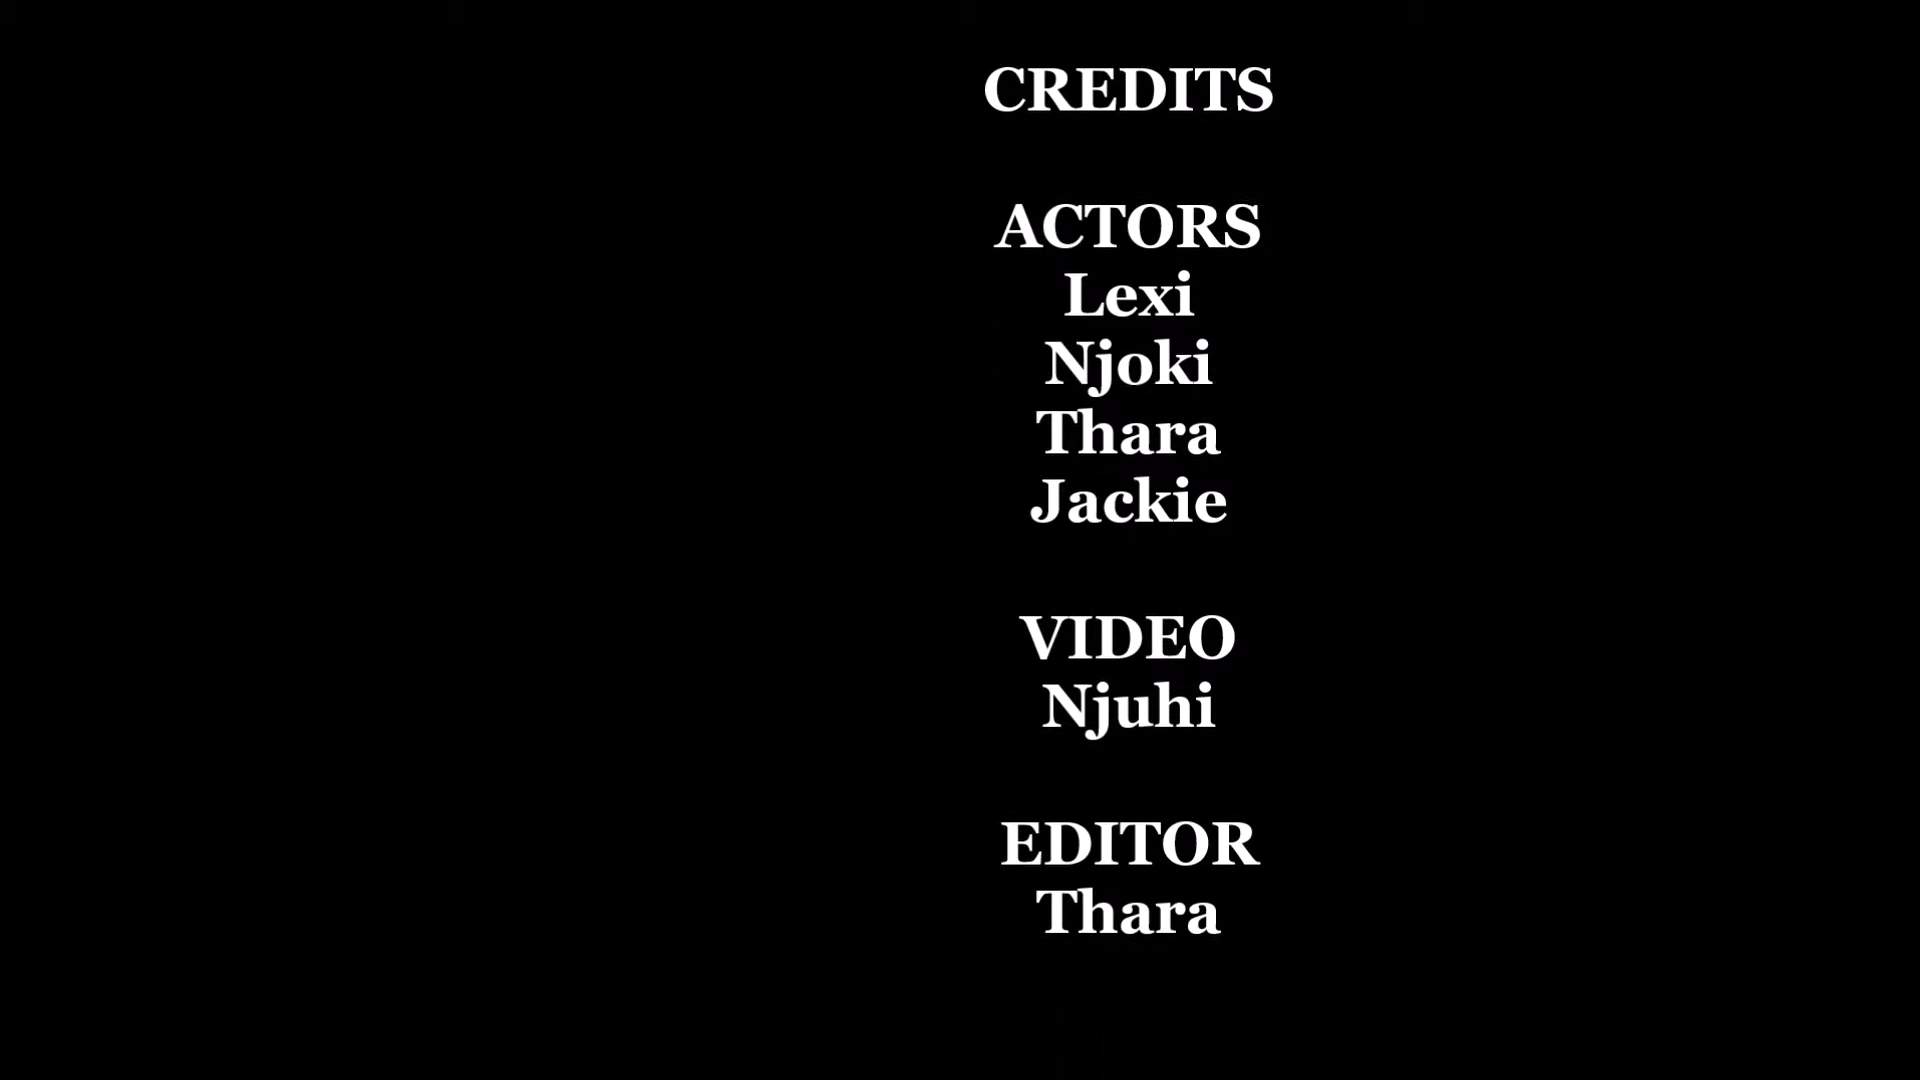 CREDITS
ACTORS
Lexi
Njoki
Thara
Jackie
VIDEO
Njuhi
EDITOR
Thara